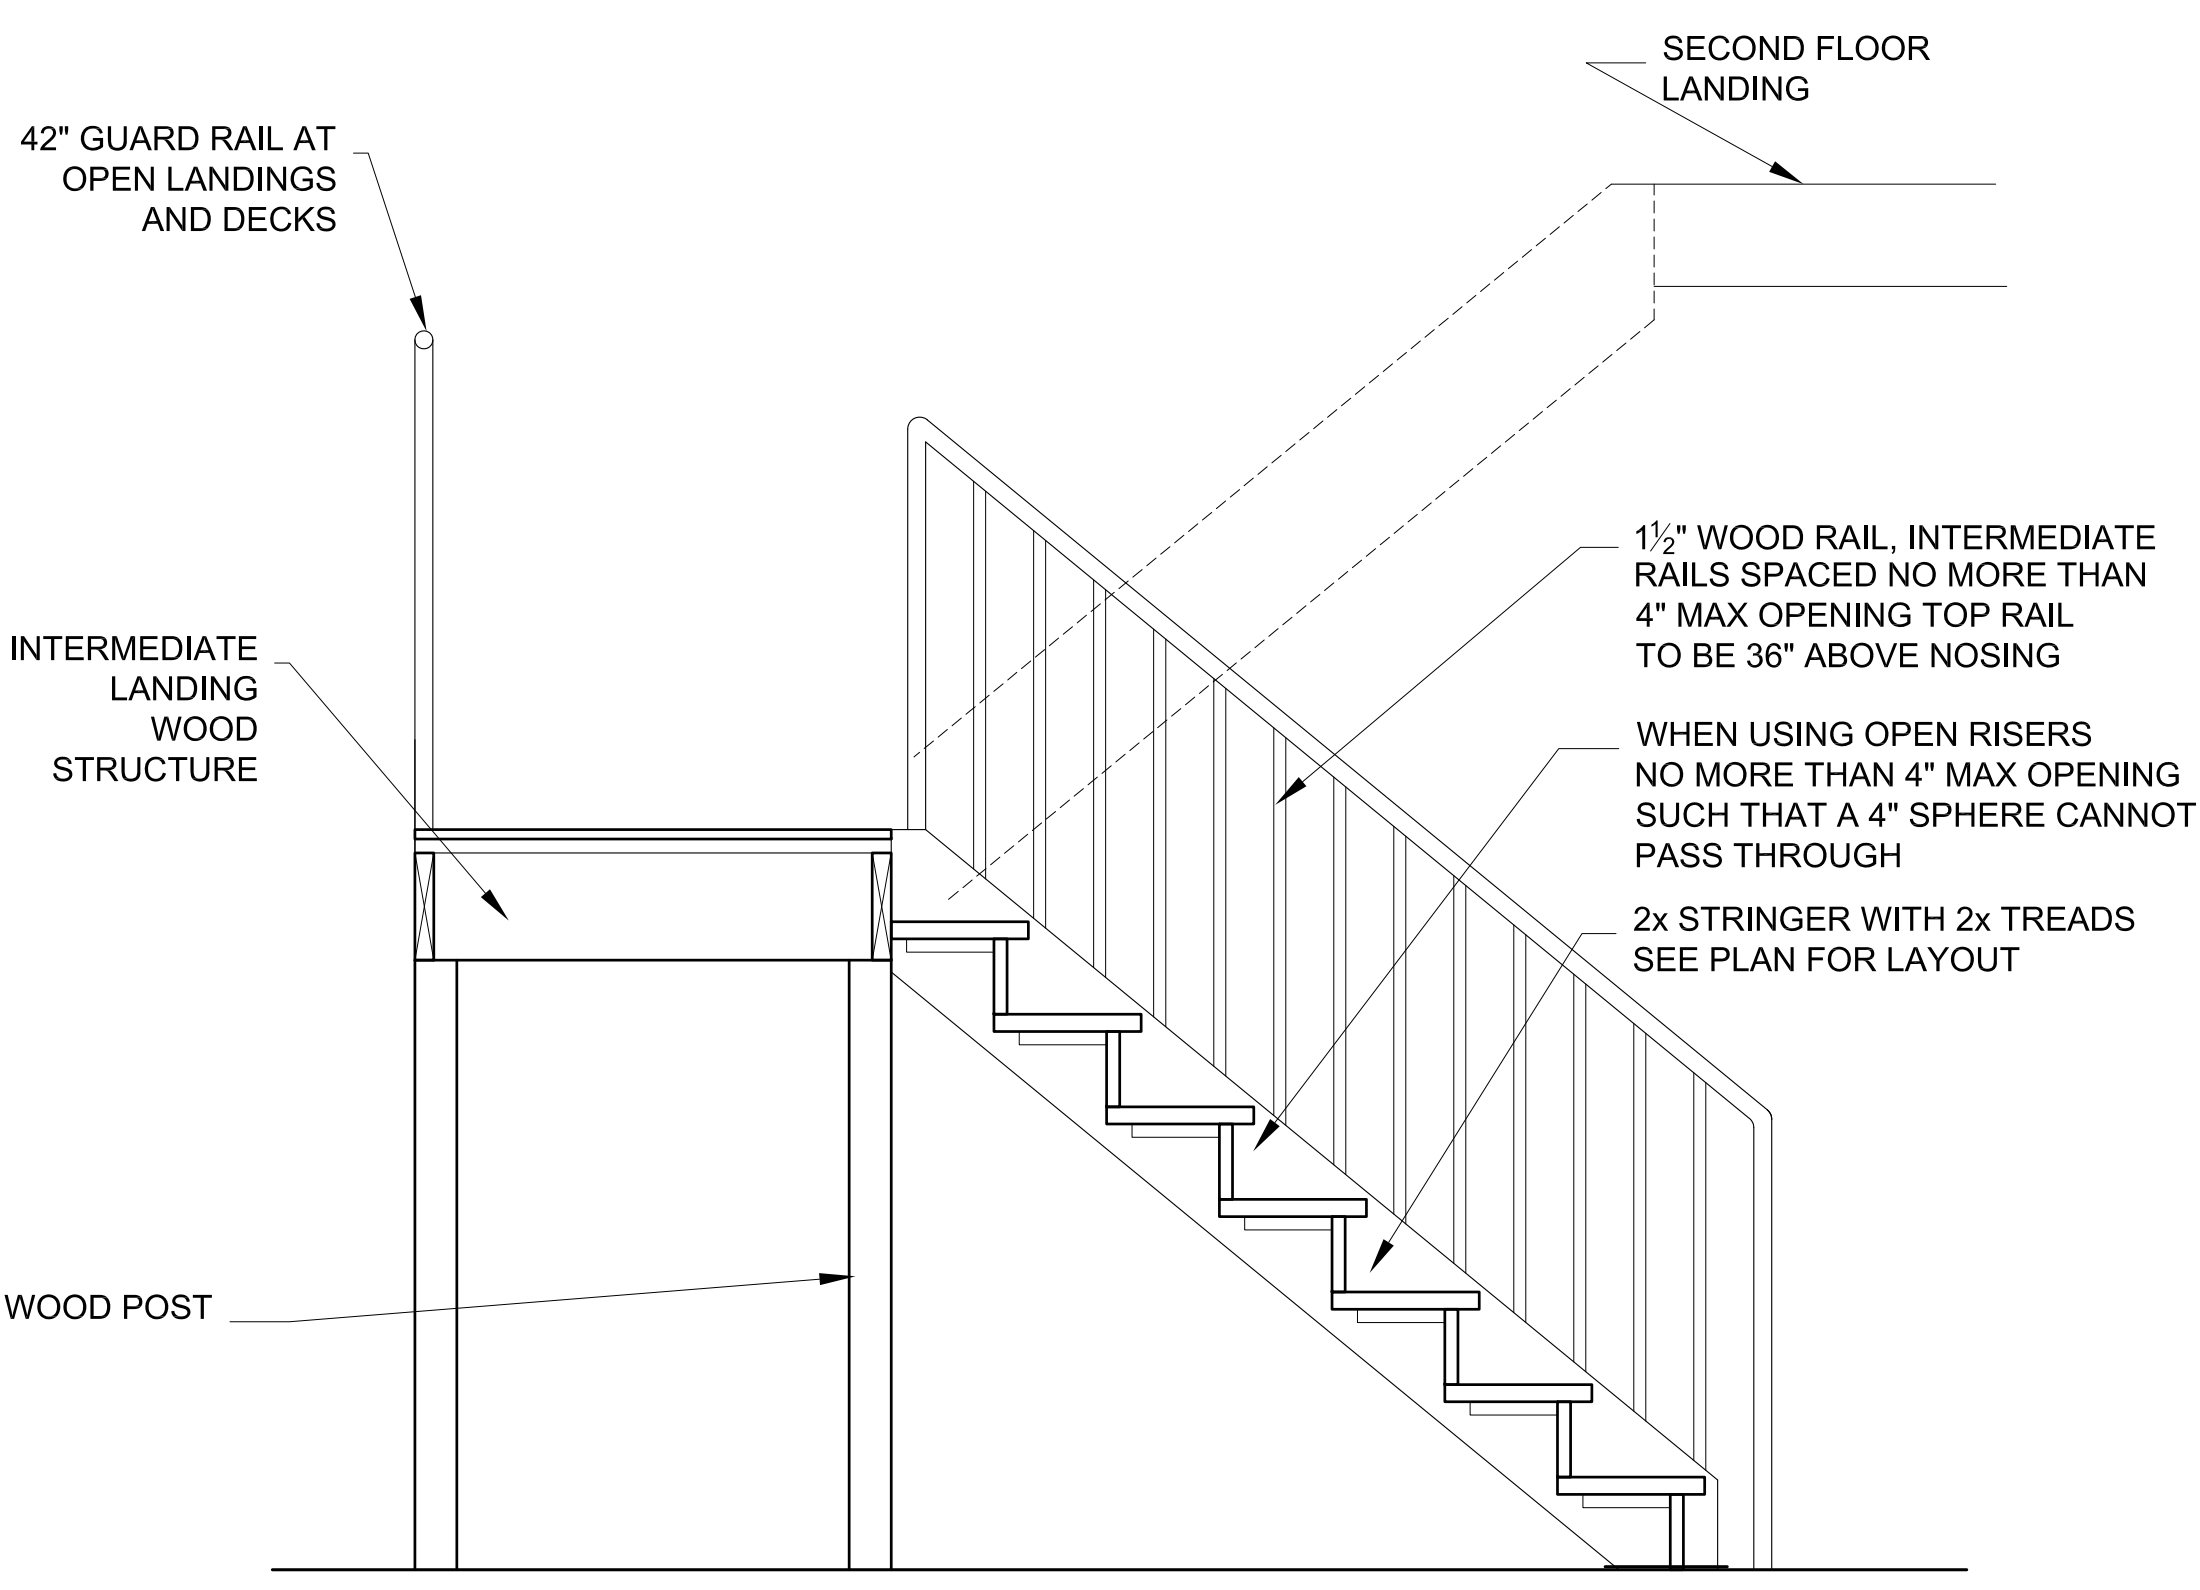 SECOND FLOOR
LANDING
42" GUARD RAIL AT
OPEN LANDINGS
AND DECKS
1½" WOOD RAIL, INTERMEDIATE
RAILS SPACED NO MORE THAN
4" MAX OPENING TOP RAIL
TO BE 36" ABOVE NOSING
INTERMEDIATE
LANDING
WOOD
STRUCTURE
WHEN USING OPEN RISERS
NO MORE THAN 4" MAX OPENING
SUCH THAT A 4" SPHERE CANNOT
PASS THROUGH
2x STRINGER WITH 2x TREADS
SEE PLAN FOR LAYOUT
WOOD POST